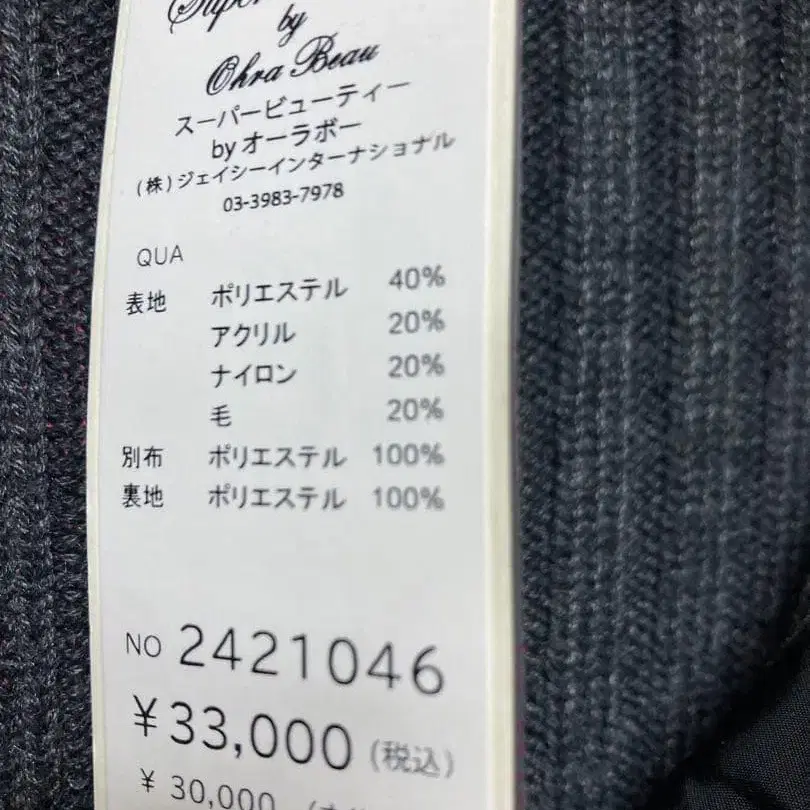 by
Ohra Beau
スーパービューティー
by オーラボー
(株)ジェイシーインターナショナル
03-3983-7978
QUA
表地 ポリエステル 40%
アクリル 20%
ナイロン 20%
毛 20%
別布 ポリエステル 100%
裏地 ポリエステル 100%
NO 2421046
¥33,000 (税込)
¥ 30,000